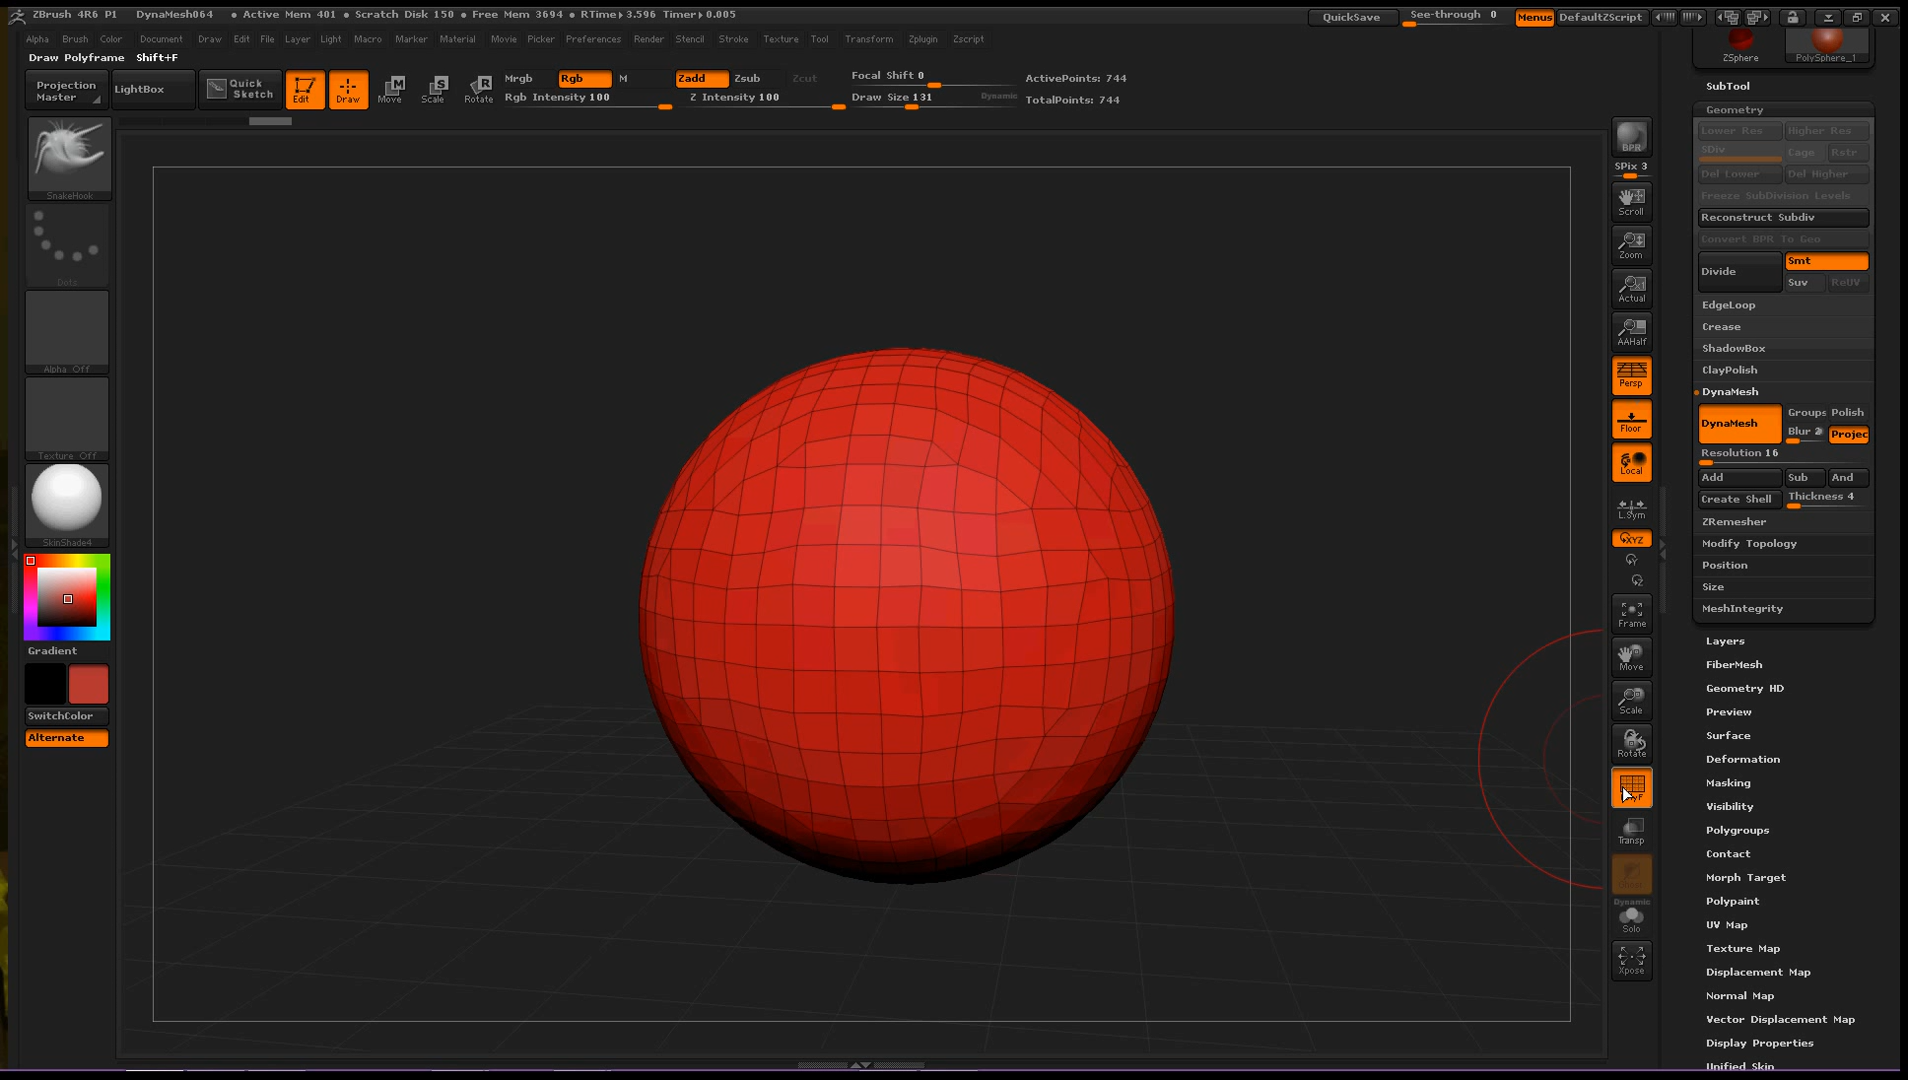 ZBrush 4R6 P1 DynaMesh064 • Active Mem 401 • Scratch Disk 150 • Free Mem 3694 • RTime▸3.596 Timer▸0.005
QuickSave
See-through 0
Menus
DefaultZScript
Alpha Brush Color Document Draw Edit File Layer Light Macro Marker Material Movie Picker Preferences Render Stencil Stroke Texture Tool Transform Zplugin Zscript
Draw Polyframe Shift+F
Projection
Master
LightBox
Quick
Sketch
Edit
Draw
Move
Scale
Rotate
Mrgb Rgb M
Rgb Intensity 100
Zadd Zsub Zcut
Z Intensity 100
Focal Shift 0
Draw Size 131
Dynamic
ActivePoints: 744
TotalPoints: 744
SnakeHook
Dots
Alpha Off
Texture Off
SkinShade4
Gradient
SwitchColor
Alternate
BPR
SPix 3
Scroll
Zoom
Actual
AAHalf
Persp
Floor
Local
L.Sym
XYZ
Y
Z
Frame
Move
Scale
Rotate
Transp
Dynamic
Solo
Xpose
ZSphere PolySphere_1
SubTool
Geometry
Lower Res Higher Res
SDiv Cage Rstr
Del Lower Del Higher
Freeze SubDivision Levels
Reconstruct Subdiv
Convert BPR To Geo
Divide
Smt
Suv ReUV
EdgeLoop
Crease
ShadowBox
ClayPolish
DynaMesh
DynaMesh
Groups Polish
Blur 2 Projec
Resolution 16
Add Sub And
Create Shell Thickness 4
ZRemesher
Modify Topology
Position
Size
MeshIntegrity
Layers
FiberMesh
Geometry HD
Preview
Surface
Deformation
Masking
Visibility
Polygroups
Contact
Morph Target
Polypaint
UV Map
Texture Map
Displacement Map
Normal Map
Vector Displacement Map
Display Properties
Unified Skin